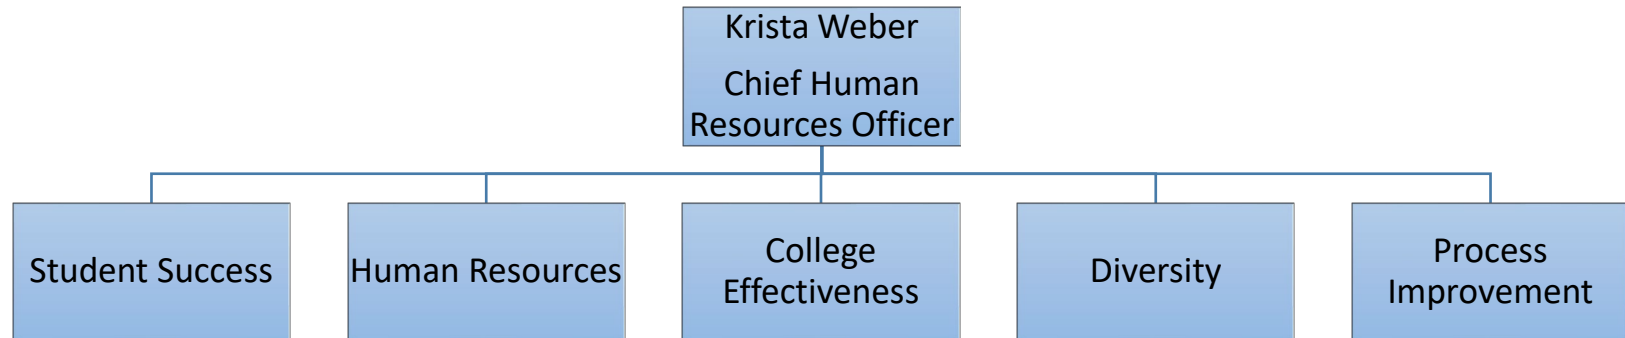 Krista Weber
Chief Human
Resources Officer
Student Success
Human Resources
College
Effectiveness
Diversity
Process
Improvement